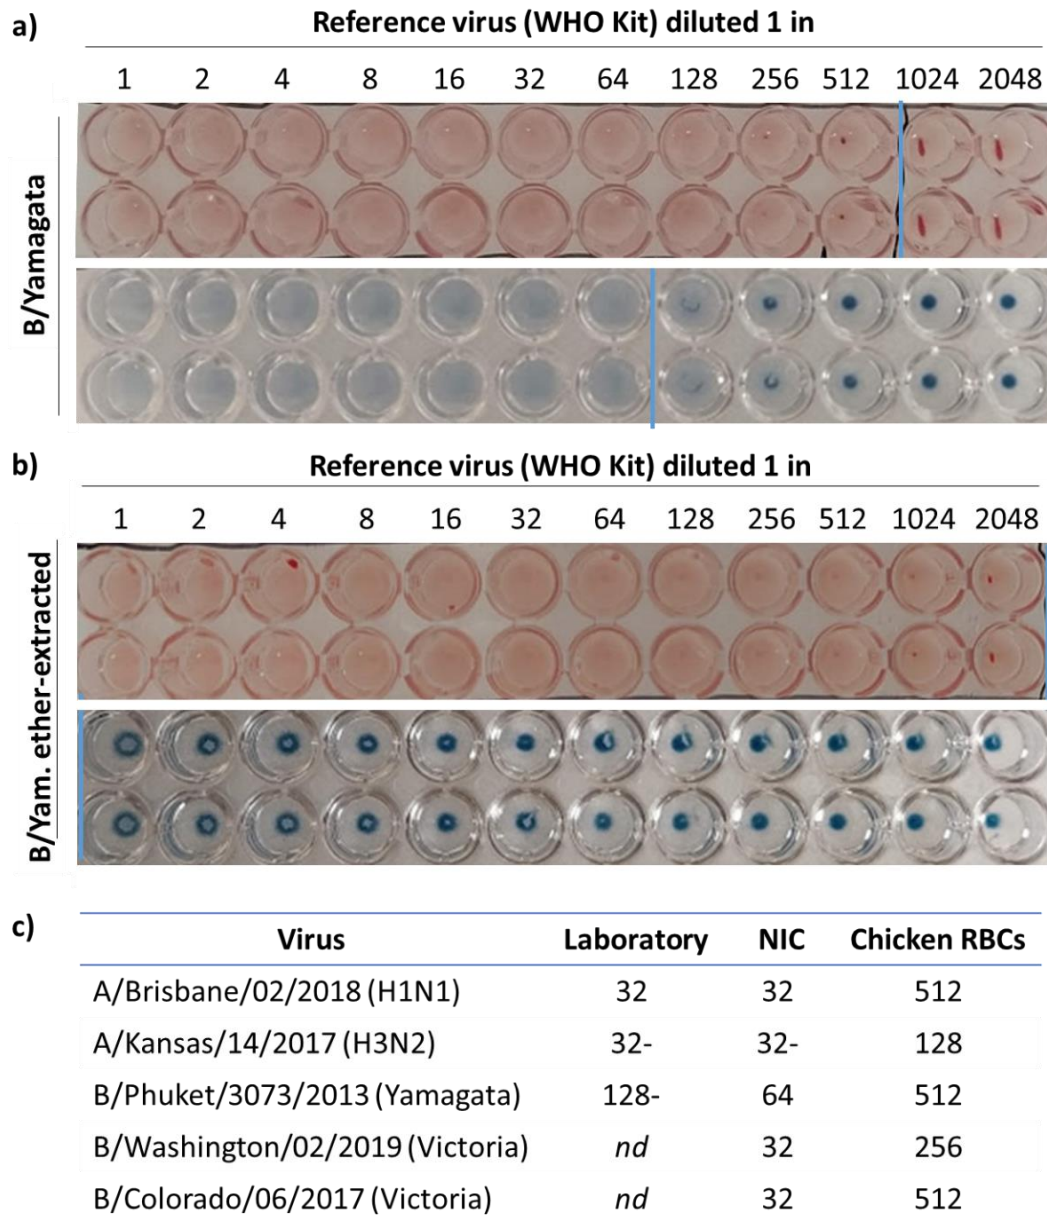 a)
Reference virus (WHO Kit) diluted 1 in
1 2 4 8 16 32 64 128 256 512 1024 2048
B/Yamagata
b)
Reference virus (WHO Kit) diluted 1 in
1 2 4 8 16 32 64 128 256 512 1024 2048
B/Yam. ether-extracted
c)
Virus Laboratory NIC Chicken RBCs
A/Brisbane/02/2018 (H1N1) 32 32 512
A/Kansas/14/2017 (H3N2) 32- 32- 128
B/Phuket/3073/2013 (Yamagata) 128- 64 512
B/Washington/02/2019 (Victoria) nd 32 256
B/Colorado/06/2017 (Victoria) nd 32 512